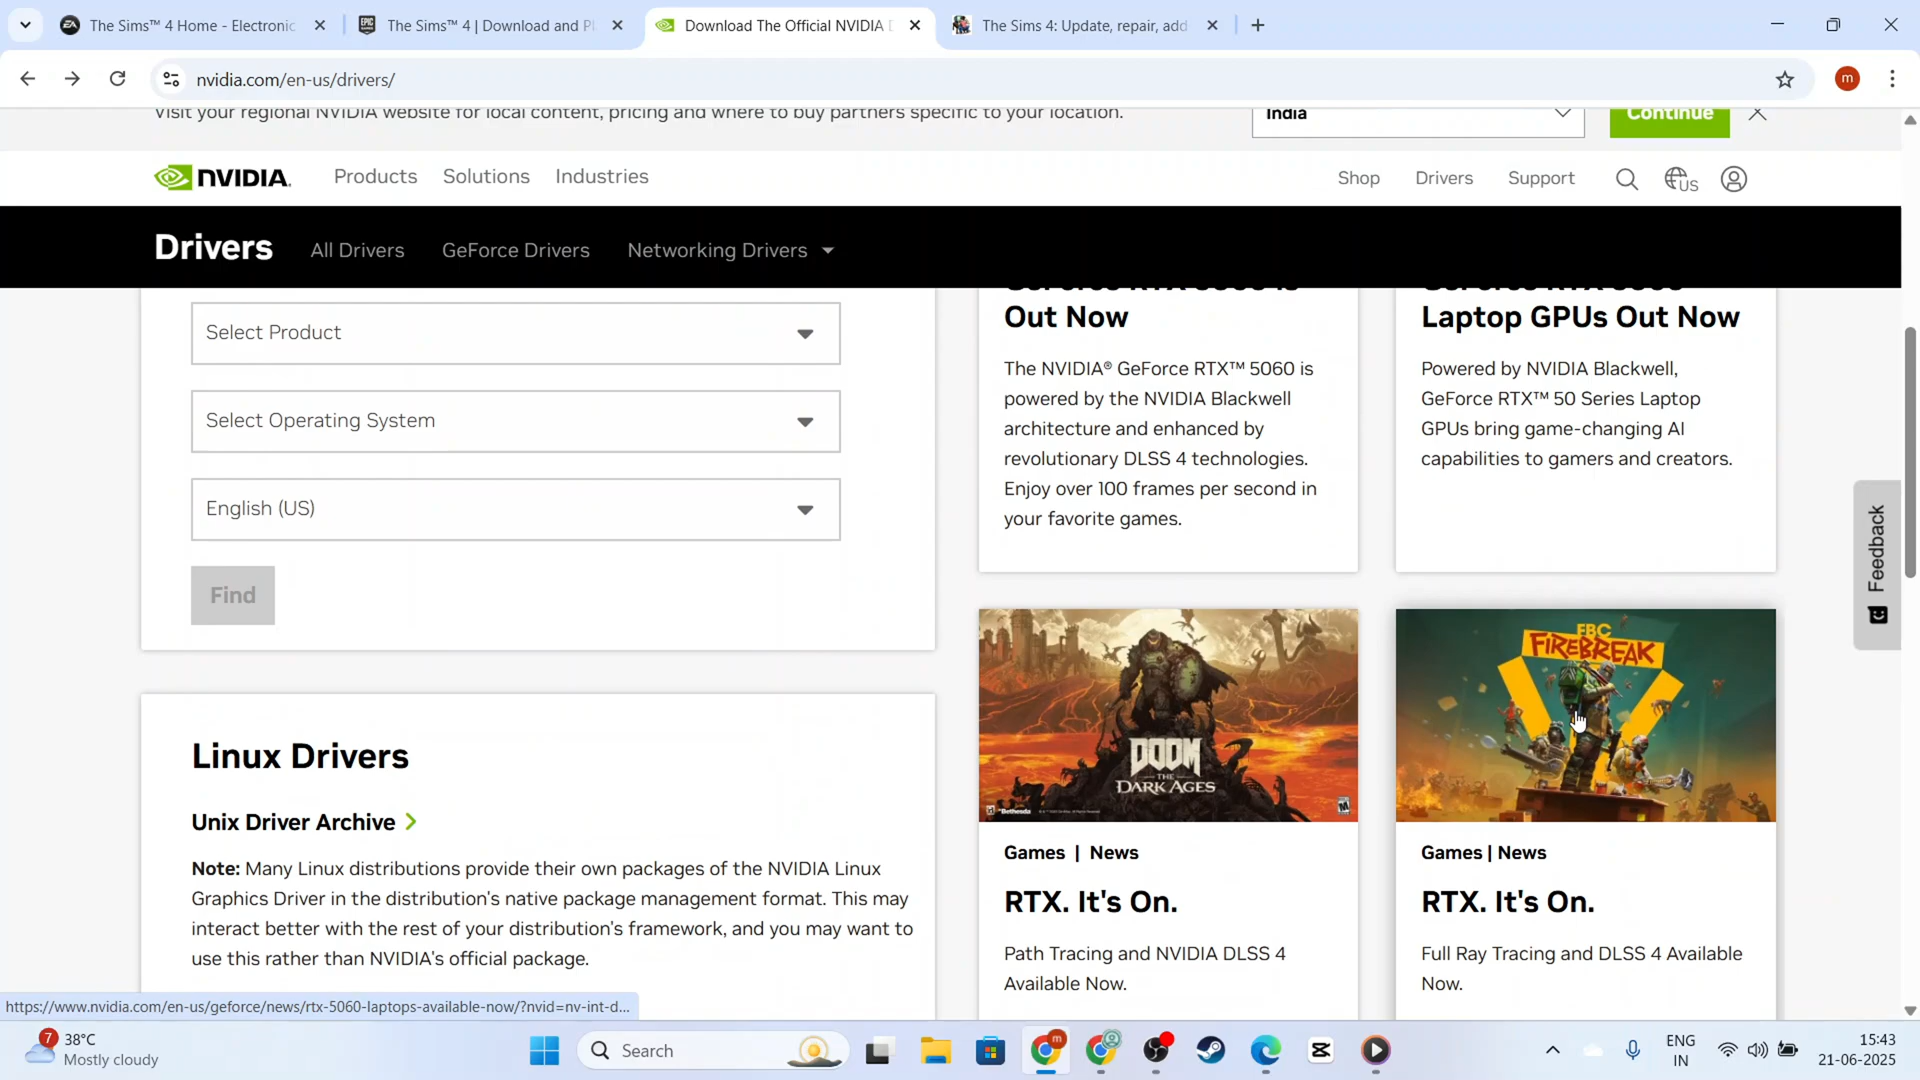 The Sims™ 4 Home - Electronic
The Sims™ 4 | Download and Pl
Download The Official NVIDIA D
The Sims 4: Update, repair, add
nvidia.com/en-us/drivers/
m
Visit your regional NVIDIA website for local content, pricing and where to buy partners specific to your location.
India
Continue
NVIDIA.
Products
Solutions
Industries
Shop
Drivers
Support
US
Drivers
All Drivers
GeForce Drivers
Networking Drivers
Select Product
Select Operating System
English (US)
Find
Out Now
The NVIDIA® GeForce RTX™ 5060 is
powered by the NVIDIA Blackwell
architecture and enhanced by
revolutionary DLSS 4 technologies.
Enjoy over 100 frames per second in
your favorite games.
Laptop GPUs Out Now
Powered by NVIDIA Blackwell,
GeForce RTX™ 50 Series Laptop
GPUs bring game-changing AI
capabilities to gamers and creators.
Feedback
Linux Drivers
Unix Driver Archive
Note: Many Linux distributions provide their own packages of the NVIDIA Linux
Graphics Driver in the distribution's native package management format. This may
interact better with the rest of your distribution's framework, and you may want to
use this rather than NVIDIA's official package.
DOOM
THE
DARK AGES
Bethesda
Games | News
RTX. It's On.
Path Tracing and NVIDIA DLSS 4
Available Now.
FBC
FIREBREAK
Games | News
RTX. It's On.
Full Ray Tracing and DLSS 4 Available
Now.
https://www.nvidia.com/en-us/geforce/news/rtx-5060-laptops-available-now/?nvid=nv-int-d...
7
38°C
Mostly cloudy
Search
m
ENG
IN
15:43
21-06-2025